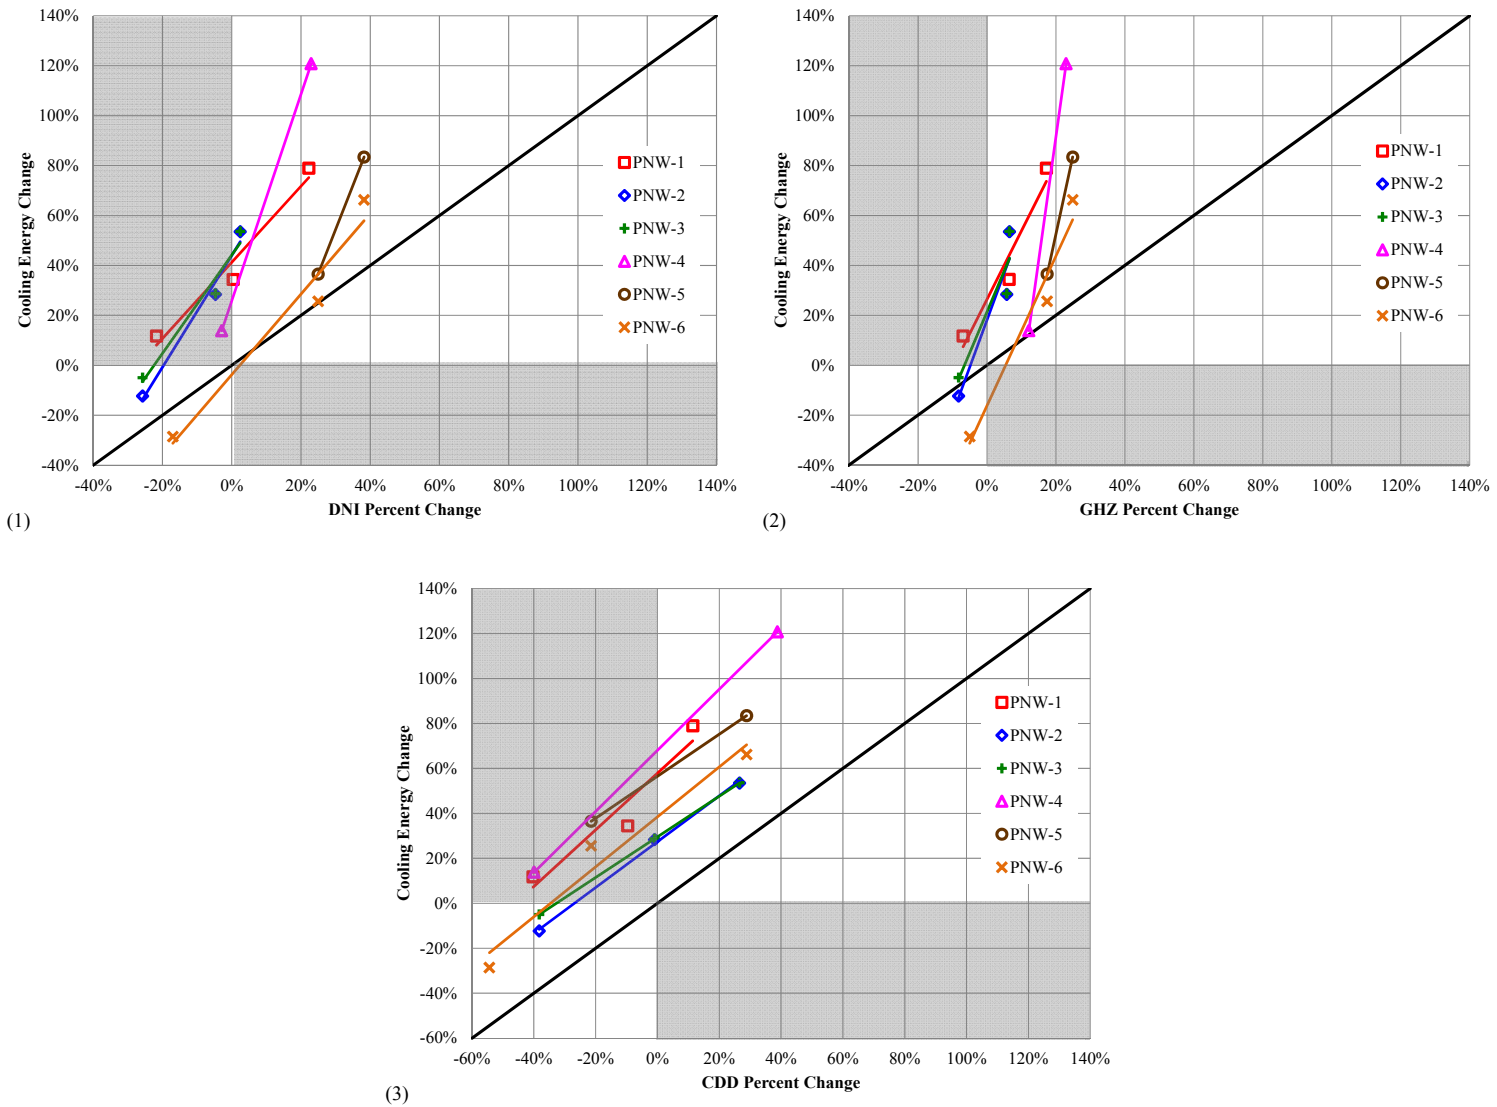 140%
120%
100%
80%
60%
40%
20%
0%
-20%
-40%
Cooling Energy Change
-40% -20% 0% 20% 40% 60% 80% 100% 120% 140%
DNI Percent Change
PNW-1
PNW-2
PNW-3
PNW-4
PNW-5
PNW-6
(1)
140%
120%
100%
80%
60%
40%
20%
0%
-20%
-40%
Cooling Energy Change
-40% -20% 0% 20% 40% 60% 80% 100% 120% 140%
GHZ Percent Change
PNW-1
PNW-2
PNW-3
PNW-4
PNW-5
PNW-6
(2)
140%
120%
100%
80%
60%
40%
20%
0%
-20%
-40%
-60%
Cooling Energy Change
-60% -40% -20% 0% 20% 40% 60% 80% 100% 120% 140%
CDD Percent Change
PNW-1
PNW-2
PNW-3
PNW-4
PNW-5
PNW-6
(3)